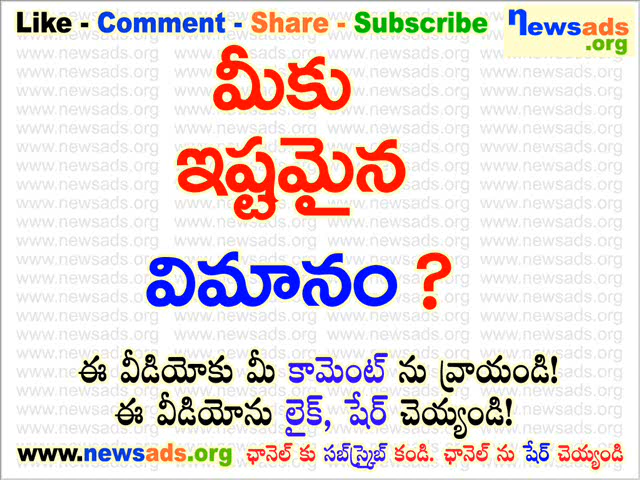 Like - Comment - Share - Subscribe
newsads
.org
మీకు
ఇష్టమైన
విమానం ?
ఈ వీడియోకు మీ కామెంట్ ను వ్రాయండి!
ఈ వీడియోను లైక్, షేర్ చెయ్యండి!
www.newsads.org ఛానెల్ కు సబ్‌స్క్రైబ్ కండి. ఛానెల్ ను షేర్ చెయ్యండి